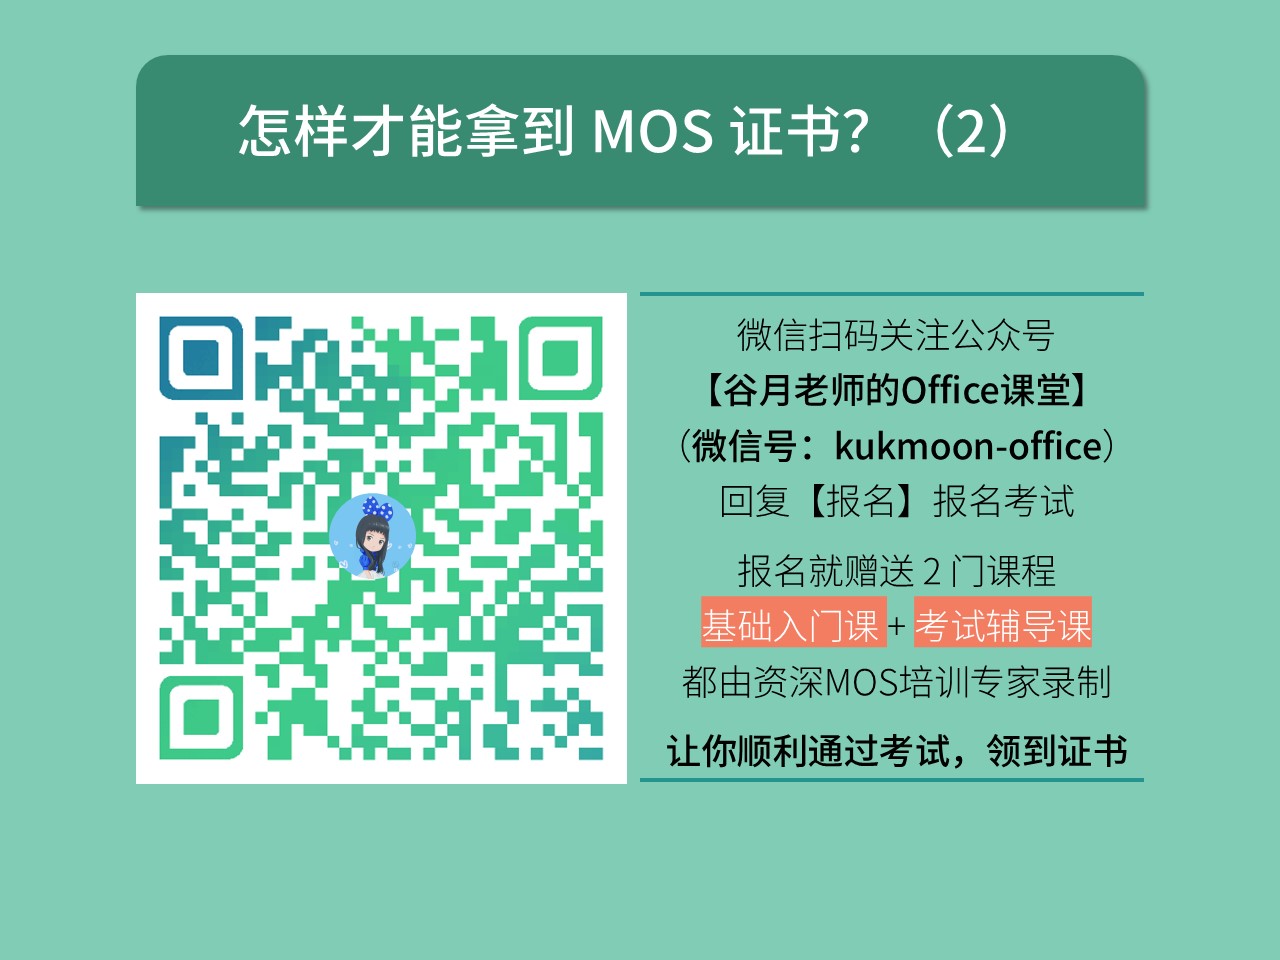 怎样才能拿到 MOS 证书？（2）
微信扫码关注公众号
【谷月老师的Office课堂】
（微信号：kukmoon-office）
回复【报名】报名考试
报名就赠送 2 门课程
基础入门课 + 考试辅导课
都由资深MOS培训专家录制
让你顺利通过考试，领到证书